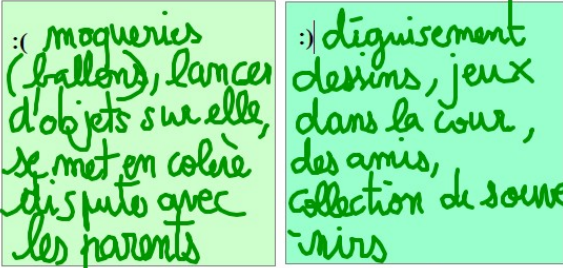 :( moqueries
(ballons), lancer
d'objets sur elle,
se met en colère
dispute avec
les parents
:) déguisement
dessins, jeux
dans la cour,
des amis,
collection de souve
-nirs